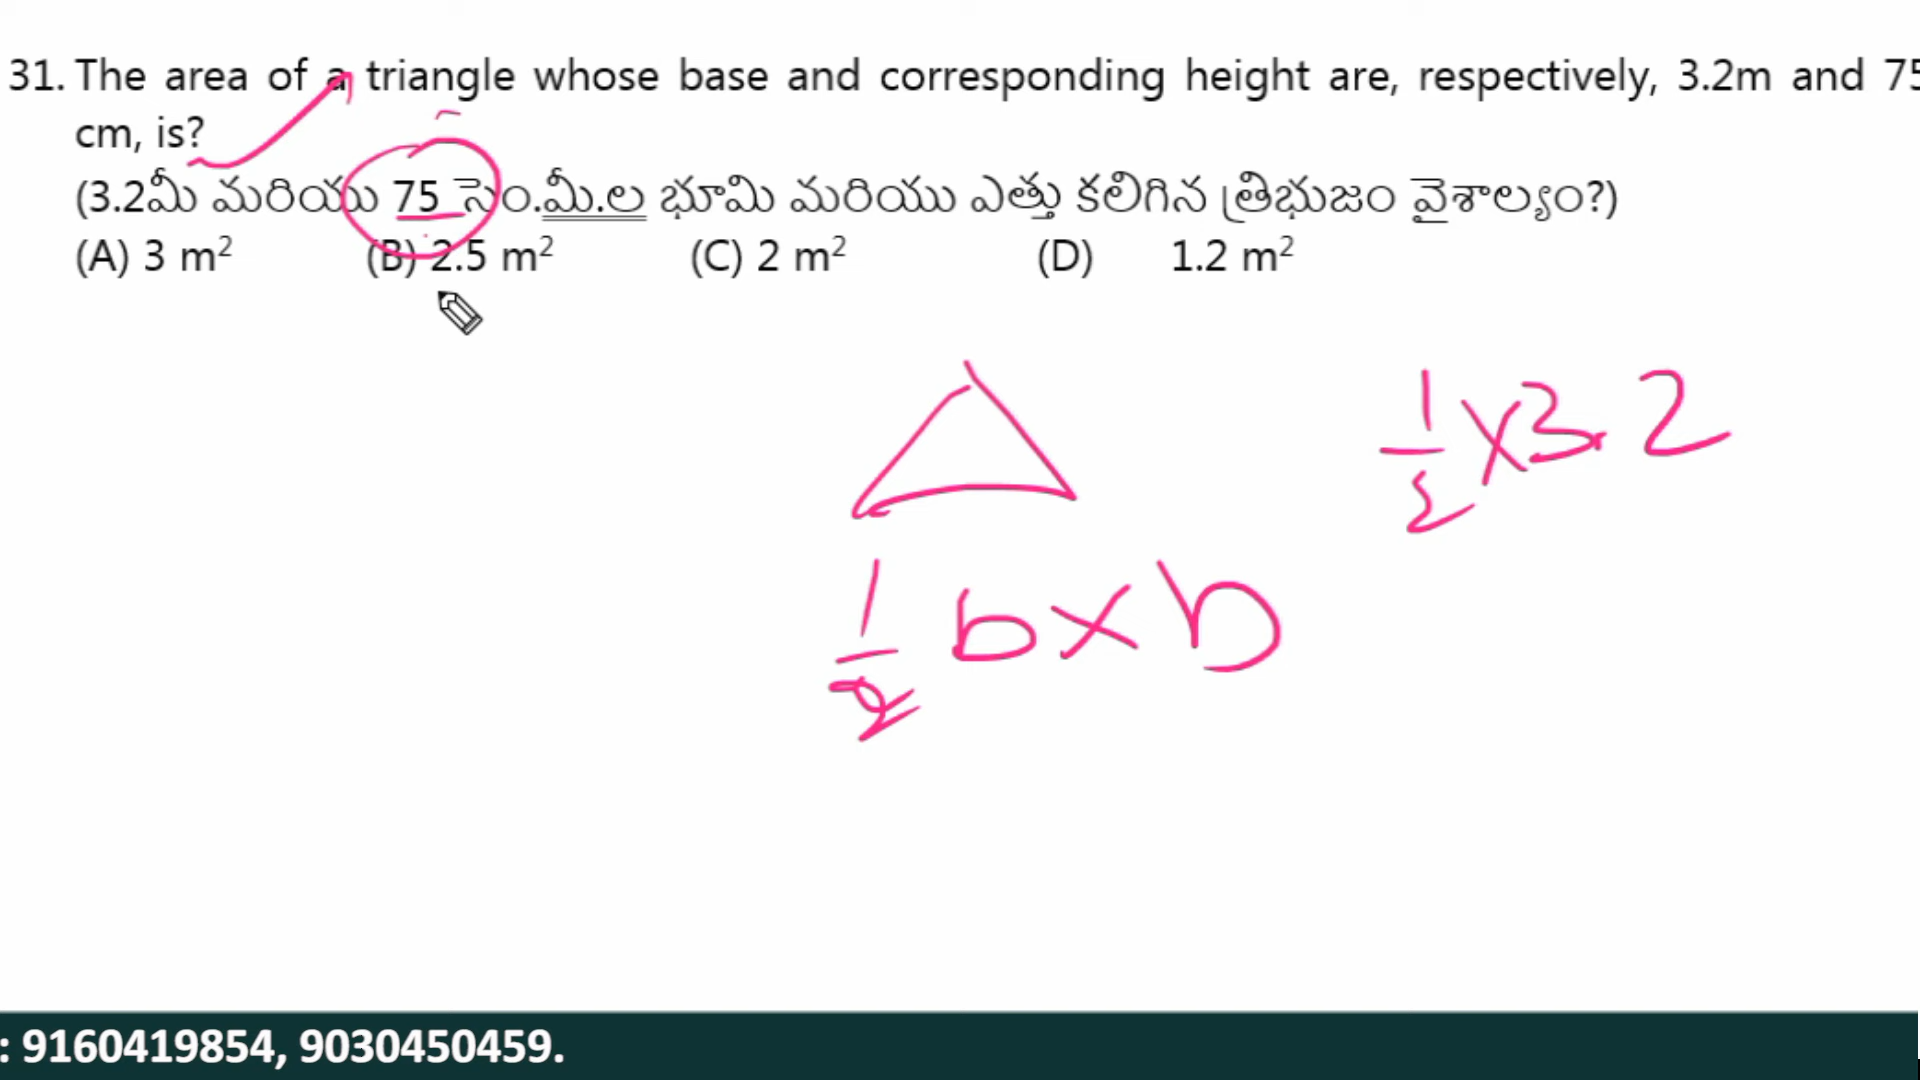 31. The area of a triangle whose base and corresponding height are, respectively, 3.2m and 75
cm, is?
(3.2మీ మరియు 75 సెం.మీ.ల భూమి మరియు ఎత్తు కలిగిన త్రిభుజం వైశాల్యం?)
(A) 3 m² (B) 2.5 m² (C) 2 m² (D) 1.2 m²
1/2 ×3.2
1/2 b×h
: 9160419854, 9030450459.